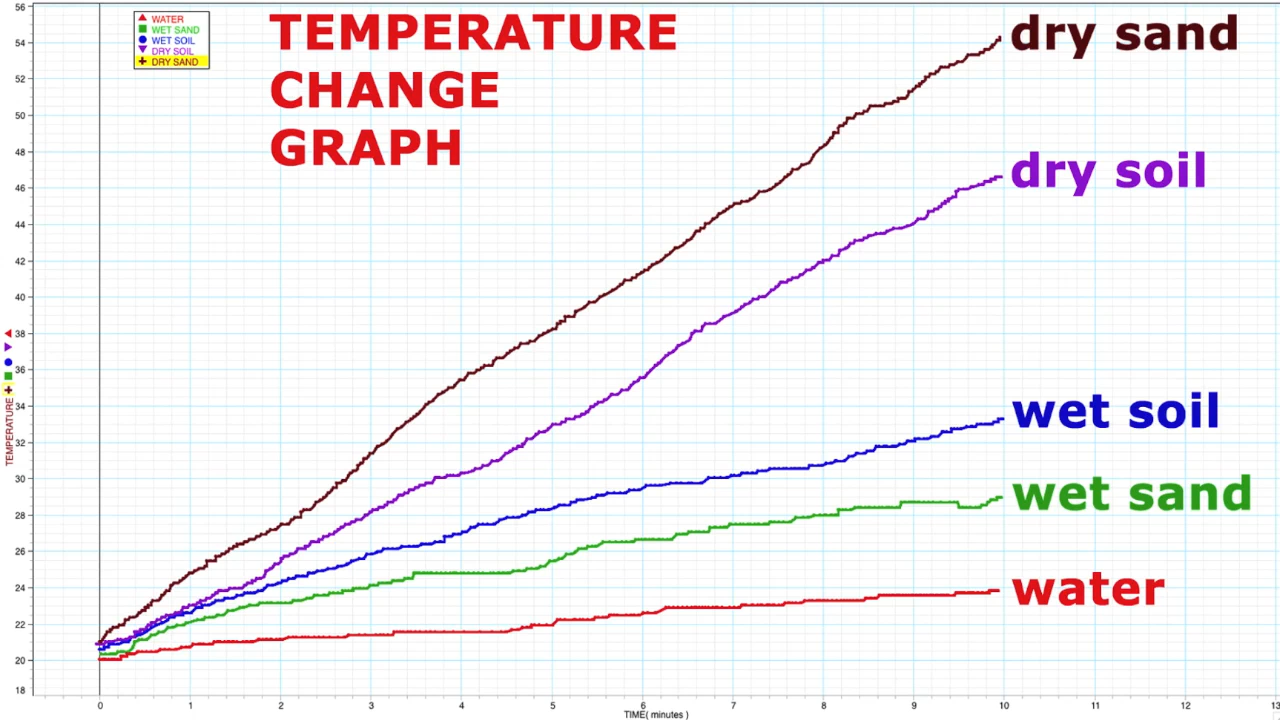 56
54
52
50
48
46
44
42
40
38
36
34
32
30
28
26
24
22
20
18
TEMPERATURE
WATER
WET SAND
WET SOIL
DRY SOIL
DRY SAND
TEMPERATURE
CHANGE
GRAPH
dry sand
dry soil
wet soil
wet sand
water
0 1 2 3 4 5 6 7 8 9 10 11 12 13
TIME( minutes )